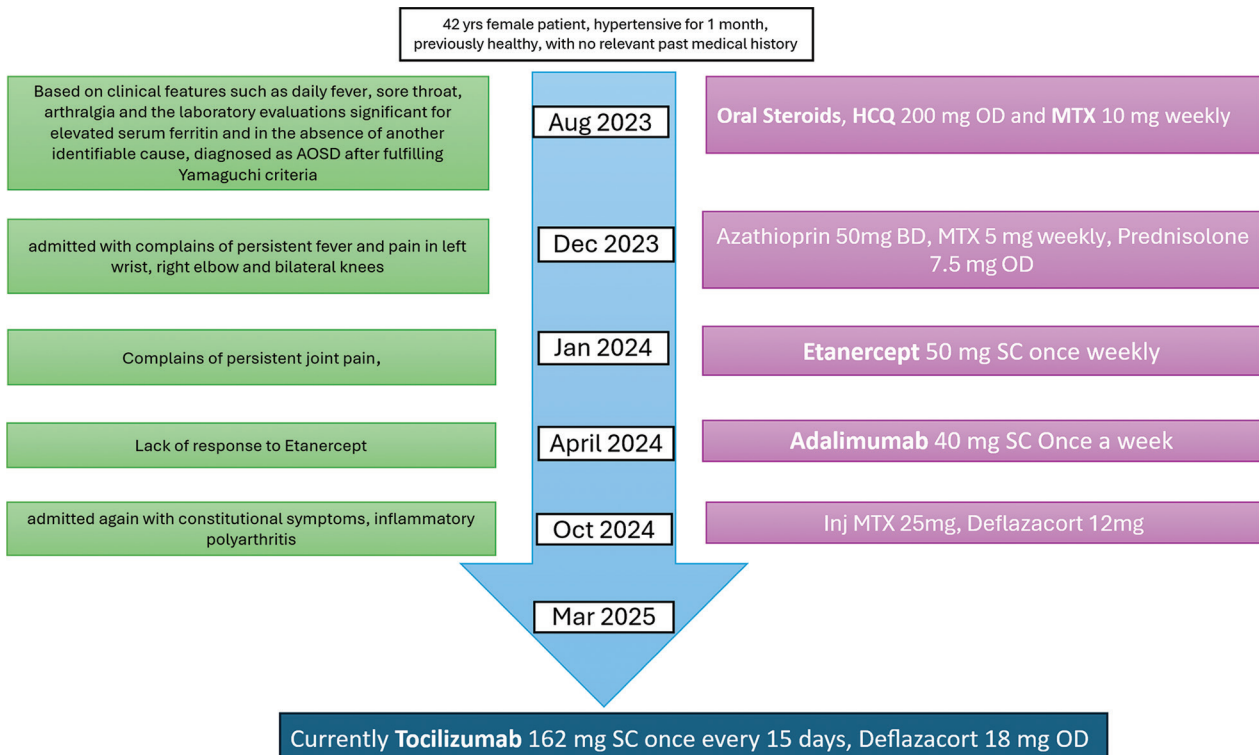 42 yrs female patient, hypertensive for 1 month,
previously healthy, with no relevant past medical history
Based on clinical features such as daily fever, sore throat,
arthralgia and the laboratory evaluations significant for
elevated serum ferritin and in the absence of another
identifiable cause, diagnosed as AOSD after fulfilling
Yamaguchi criteria
Aug 2023
Oral Steroids, HCQ 200 mg OD and MTX 10 mg weekly
admitted with complains of persistent fever and pain in left
wrist, right elbow and bilateral knees
Dec 2023
Azathioprin 50mg BD, MTX 5 mg weekly, Prednisolone
7.5 mg OD
Complains of persistent joint pain,
Jan 2024
Etanercept 50 mg SC once weekly
Lack of response to Etanercept
April 2024
Adalimumab 40 mg SC Once a week
admitted again with constitutional symptoms, inflammatory
polyarthritis
Oct 2024
Inj MTX 25mg, Deflazacort 12mg
Mar 2025
Currently Tocilizumab 162 mg SC once every 15 days, Deflazacort 18 mg OD